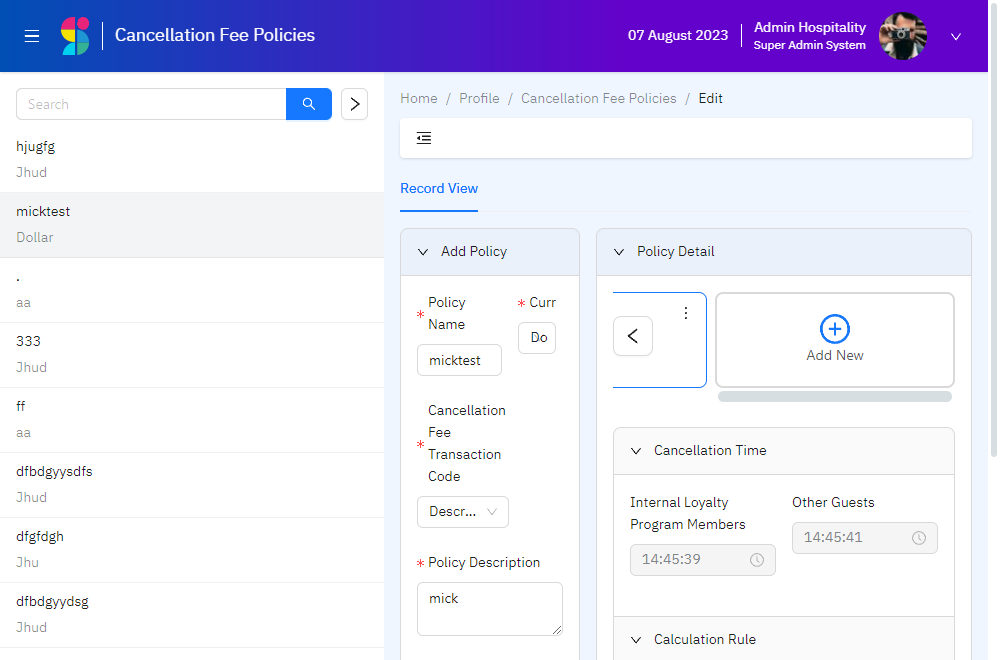 Cancellation Fee Policies
07 August 2023
Admin Hospitality
Super Admin System
Search
hjugfg
Jhud
micktest
Dollar
.
aa
333
Jhud
ff
aa
dfbdgyysdfs
Jhud
dfgfdgh
Jhu
dfbdgyydsg
Jhud
Home / Profile / Cancellation Fee Policies / Edit
Record View
Add Policy
* Policy
Name
* Curr
micktest
Do
* Cancellation
Fee
Transaction
Code
Descr...
* Policy Description
mick
Policy Detail
Add New
Cancellation Time
Internal Loyalty
Program Members
Other Guests
14:45:39
14:45:41
Calculation Rule